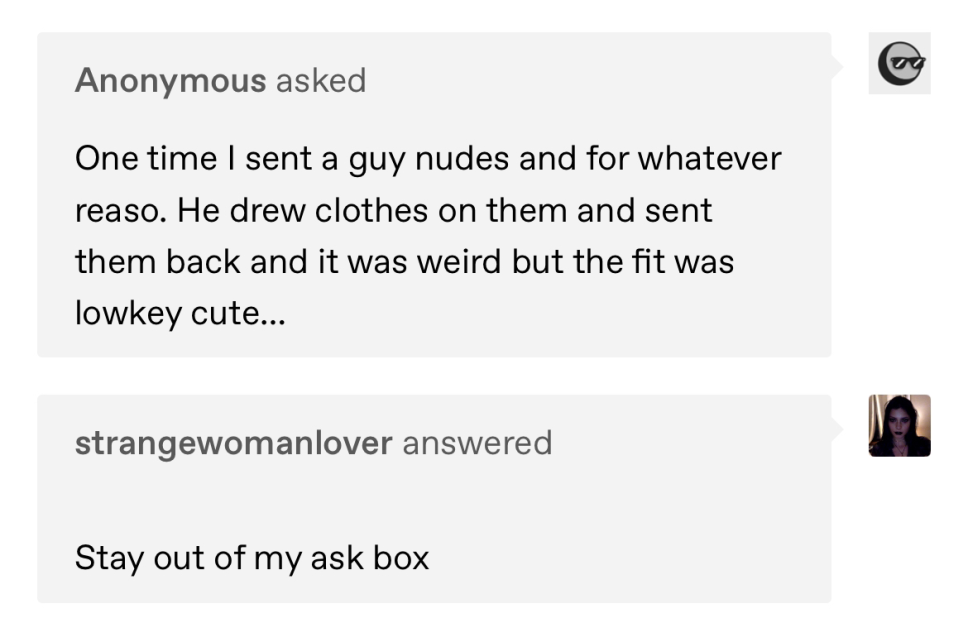 Anonymous asked
One time I sent a guy nudes and for whatever
reaso. He drew clothes on them and sent
them back and it was weird but the fit was
lowkey cute...
strangewomanlover answered
Stay out of my ask box